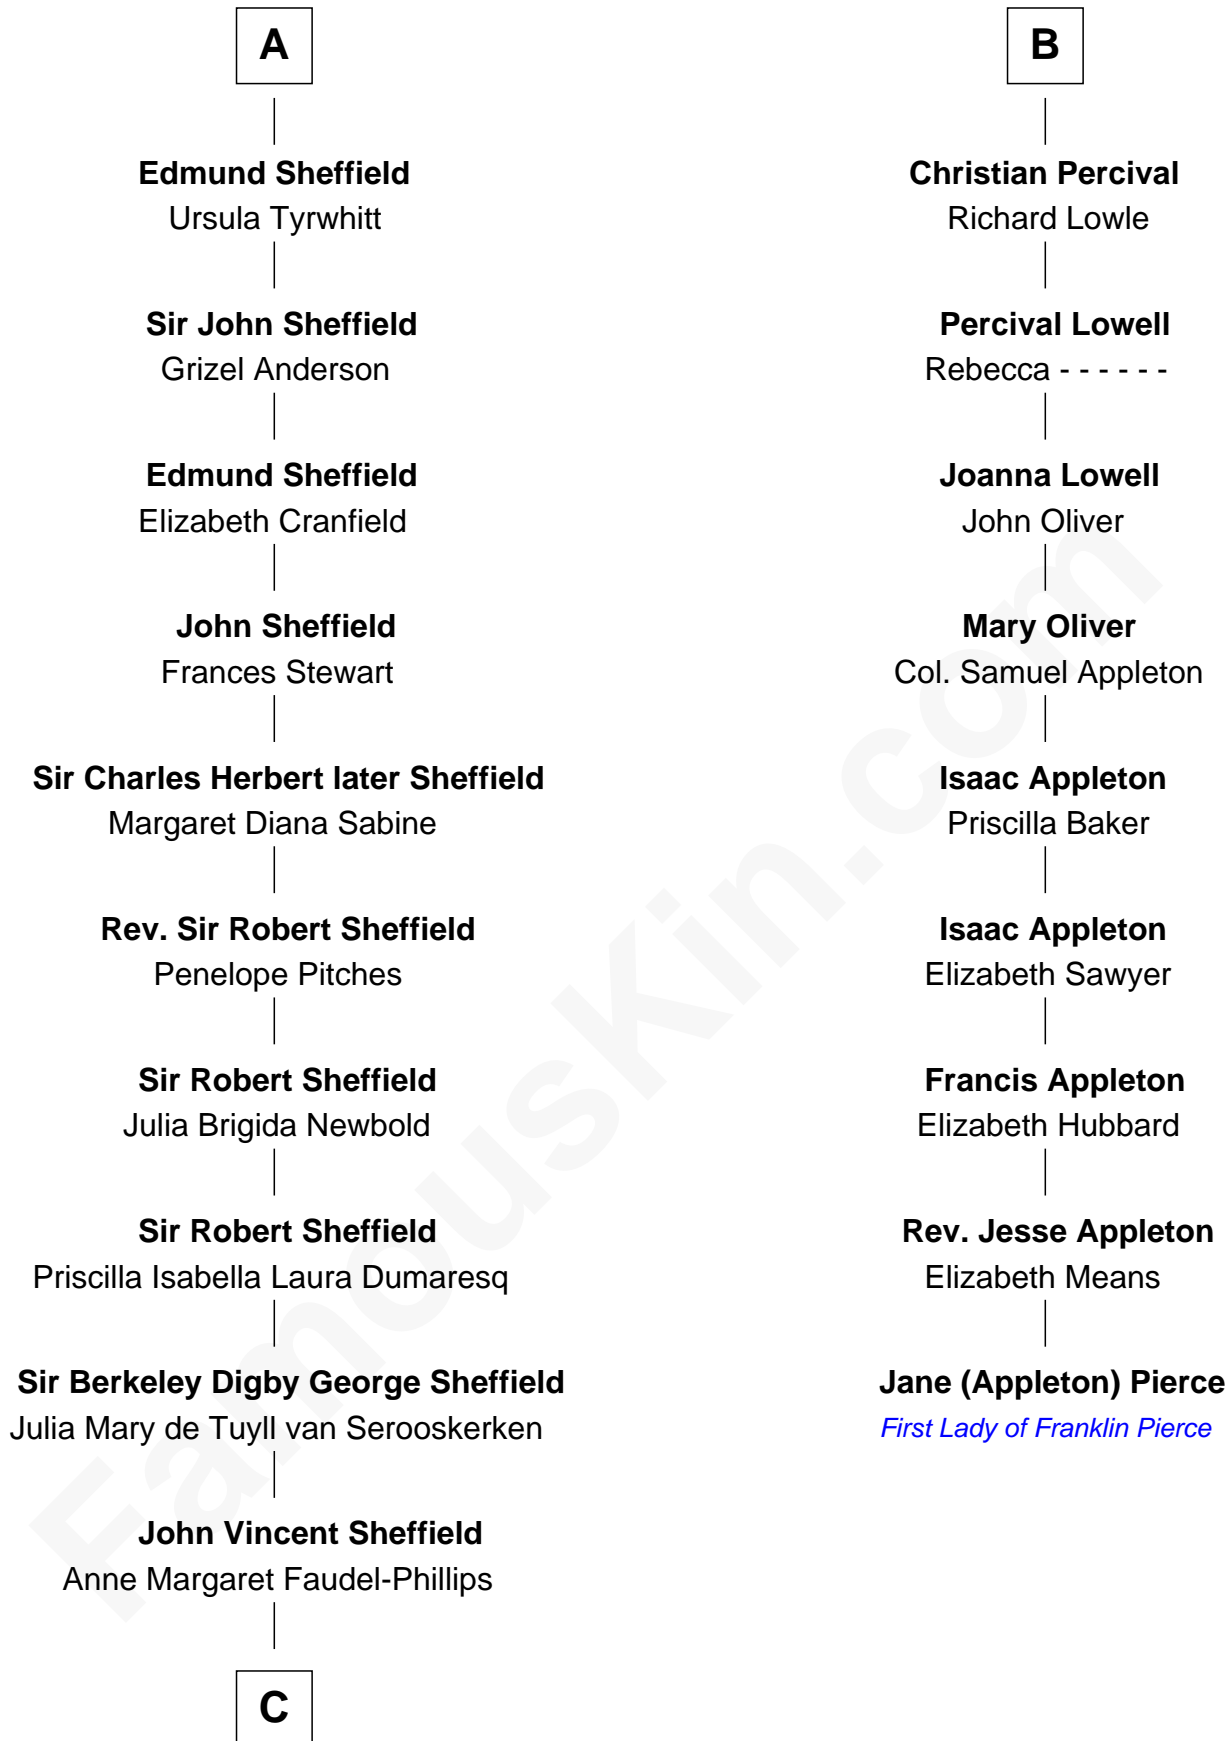 A
Edmund Sheffield
Ursula Tyrwhitt
Sir John Sheffield
Grizel Anderson
Edmund Sheffield
Elizabeth Cranfield
John Sheffield
Frances Stewart
Sir Charles Herbert later Sheffield
Margaret Diana Sabine
Rev. Sir Robert Sheffield
Penelope Pitches
Sir Robert Sheffield
Julia Brigida Newbold
Sir Robert Sheffield
Priscilla Isabella Laura Dumaresq
Sir Berkeley Digby George Sheffield
Julia Mary de Tuyll van Serooskerken
John Vincent Sheffield
Anne Margaret Faudel-Phillips
C
B
Christian Percival
Richard Lowle
Percival Lowell
Rebecca - - - - - -
Joanna Lowell
John Oliver
Mary Oliver
Col. Samuel Appleton
Isaac Appleton
Priscilla Baker
Isaac Appleton
Elizabeth Sawyer
Francis Appleton
Elizabeth Hubbard
Rev. Jesse Appleton
Elizabeth Means
Jane (Appleton) Pierce
First Lady of Franklin Pierce
FamousKin.com